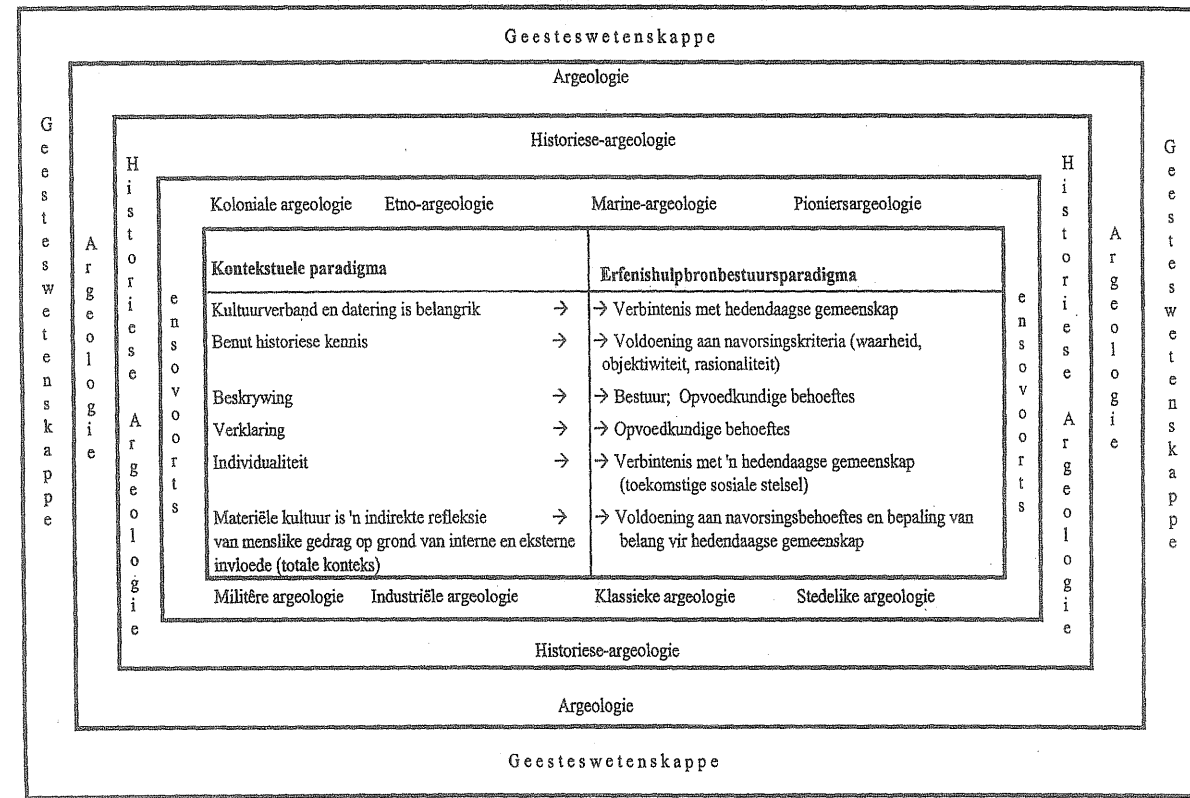 Geesteswetenskappe
Argeologie
Historiese-argeologie
Geesteswetenskappe
Argeologie
Historiese Argeologie
ensovoorts
Koloniale argeologie Etno-argeologie Marine-argeologie Pioniersargeologie
Kontekstuele paradigma
Erfenishulpbronbestuursparadigma
Kultuurverband en datering is belangrik → → Verbintenis met hedendaagse gemeenskap
Benut historiese kennis → → Voldoening aan navorsingskriteria (waarheid,
objektiwiteit, rasionaliteit)
Beskrywing → → Bestuur; Opvoedkundige behoeftes
Verklaring → → Opvoedkundige behoeftes
Individualiteit → → Verbintenis met 'n hedendaagse gemeenskap
(toekomstige sosiale stelsel)
Materiële kultuur is 'n indirekte refleksie → → Voldoening aan navorsingsbehoeftes en bepaling van
van menslike gedrag op grond van interne en eksterne belang vir hedendaagse gemeenskap
invloede (totale konteks)
Militêre argeologie Industriële argeologie Klassieke argeologie Stedelike argeologie
ensovoorts
Historiese Argeologie
Argeologie
Geesteswetenskappe
Historiese-argeologie
Argeologie
Geesteswetenskappe